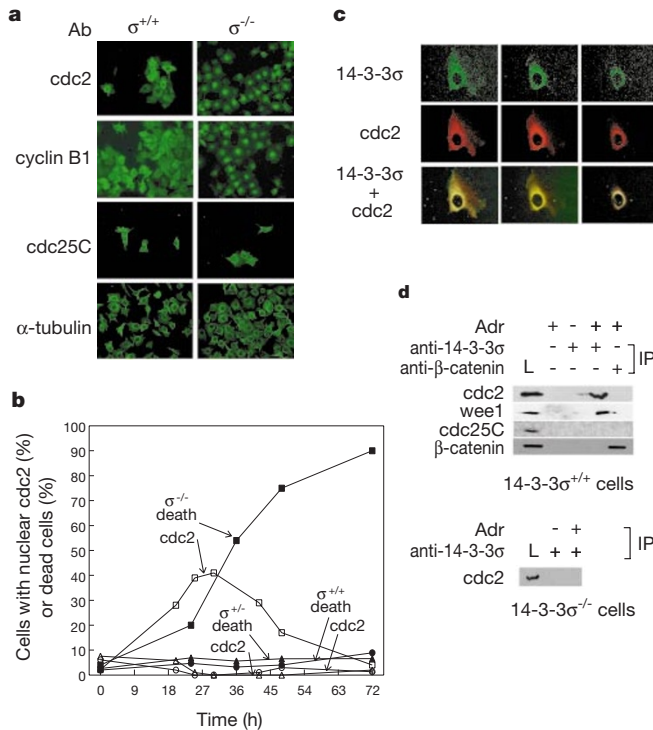 a
Ab σ+/+ σ-/-
cdc2
cyclin B1
cdc25C
α-tubulin
b
Cells with nuclear cdc2 (%)
or dead cells (%)
100
90
80
70
60
50
40
30
20
10
0
σ-/-
death
cdc2
σ+/-
death
cdc2
σ+/+
death
cdc2
0 9 18 27 36 45 54 63 72
Time (h)
c
14-3-3σ
cdc2
14-3-3σ
+
cdc2
d
Adr + - + +
anti-14-3-3σ - + + -
anti-β-catenin L - - - +
IP
cdc2
wee1
cdc25C
β-catenin
14-3-3σ+/+ cells
Adr - +
anti-14-3-3σ L + +
IP
cdc2
14-3-3σ-/- cells